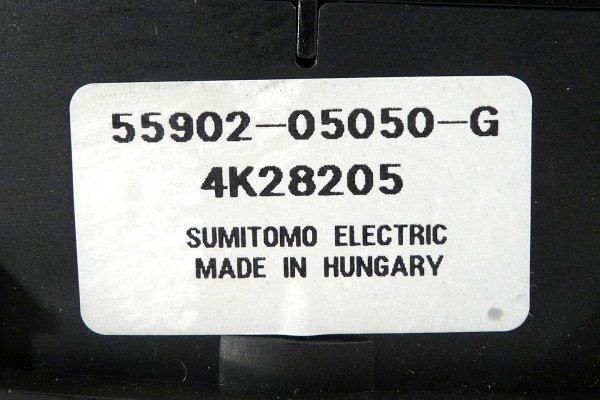 55902-05050-G
4K28205
SUMITOMO ELECTRIC
MADE IN HUNGARY